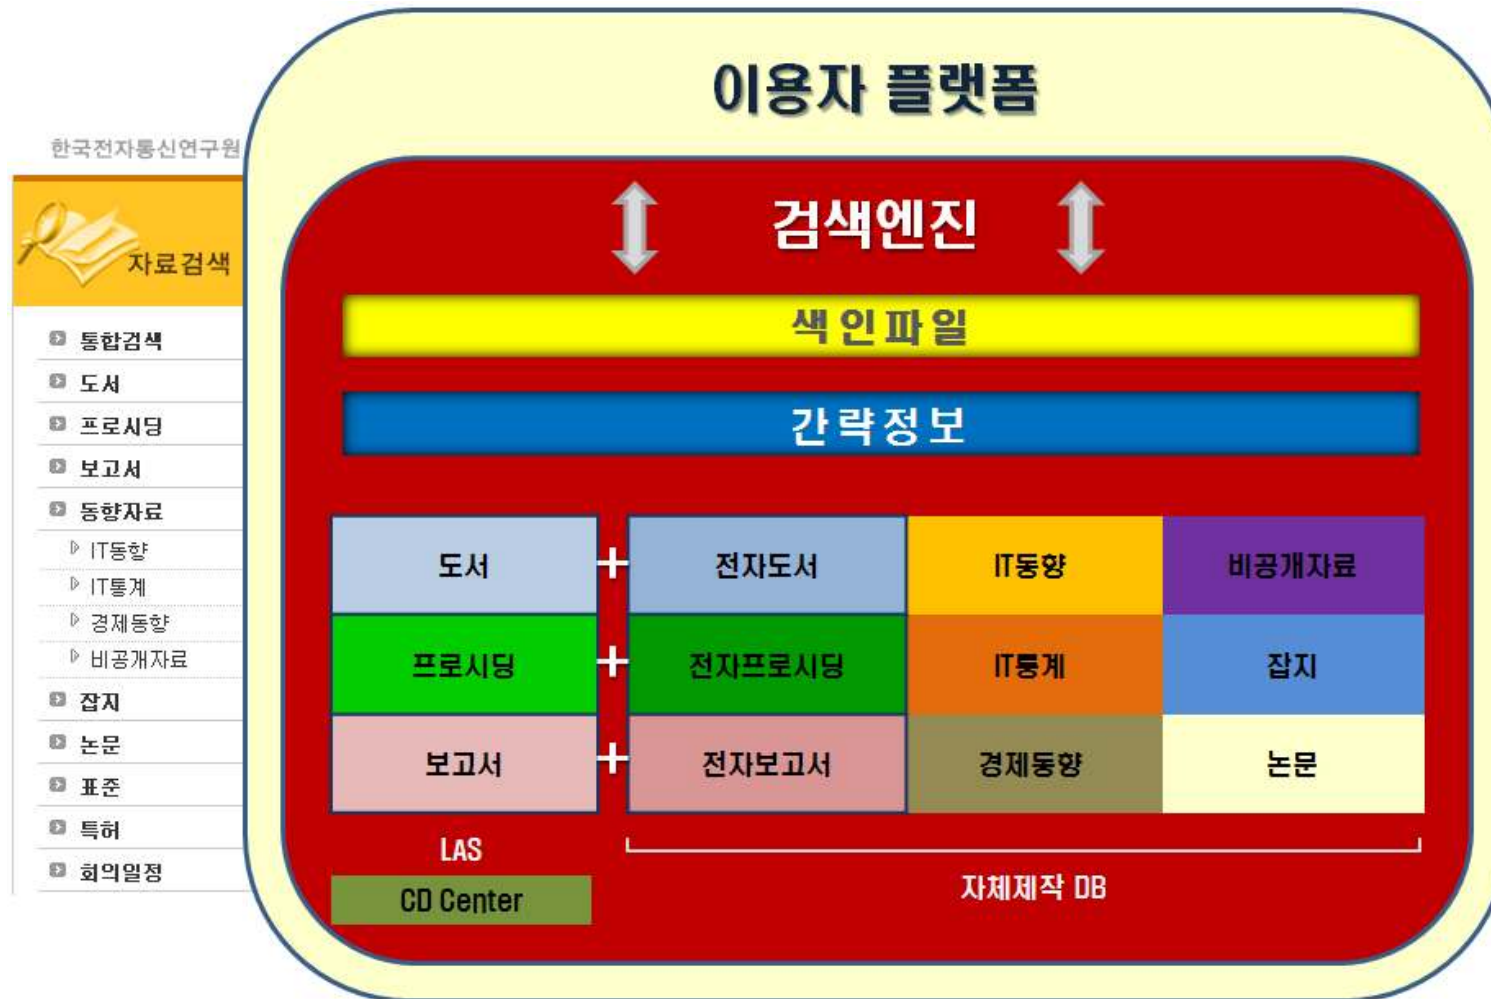 이용자 플랫폼
한국전자통신연구원
자료검색
통합검색
도서
프로시딩
보고서
동향자료
IT동향
IT통계
경제동향
비공개자료
잡지
논문
표준
특허
회의일정
검색엔진
색인파일
간략정보
도서 + 전자도서 IT동향 비공개자료
프로시딩 + 전자프로시딩 IT통계 잡지
보고서 + 전자보고서 경제동향 논문
LAS
CD Center
자체제작 DB